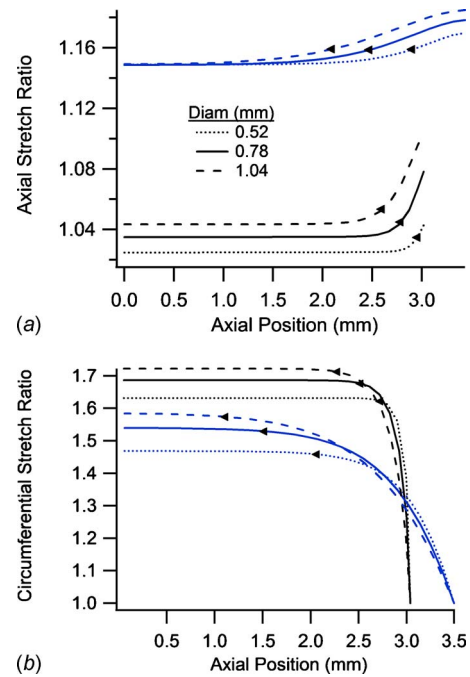 (a)
Axial Stretch Ratio
1.16
1.12
1.08
1.04
Diam (mm)
0.52
0.78
1.04
0.0 0.5 1.0 1.5 2.0 2.5 3.0
Axial Position (mm)
(b)
Circumferential Stretch Ratio
1.7
1.6
1.5
1.4
1.3
1.2
1.1
1.0
0.5 1.0 1.5 2.0 2.5 3.0 3.5
Axial Position (mm)